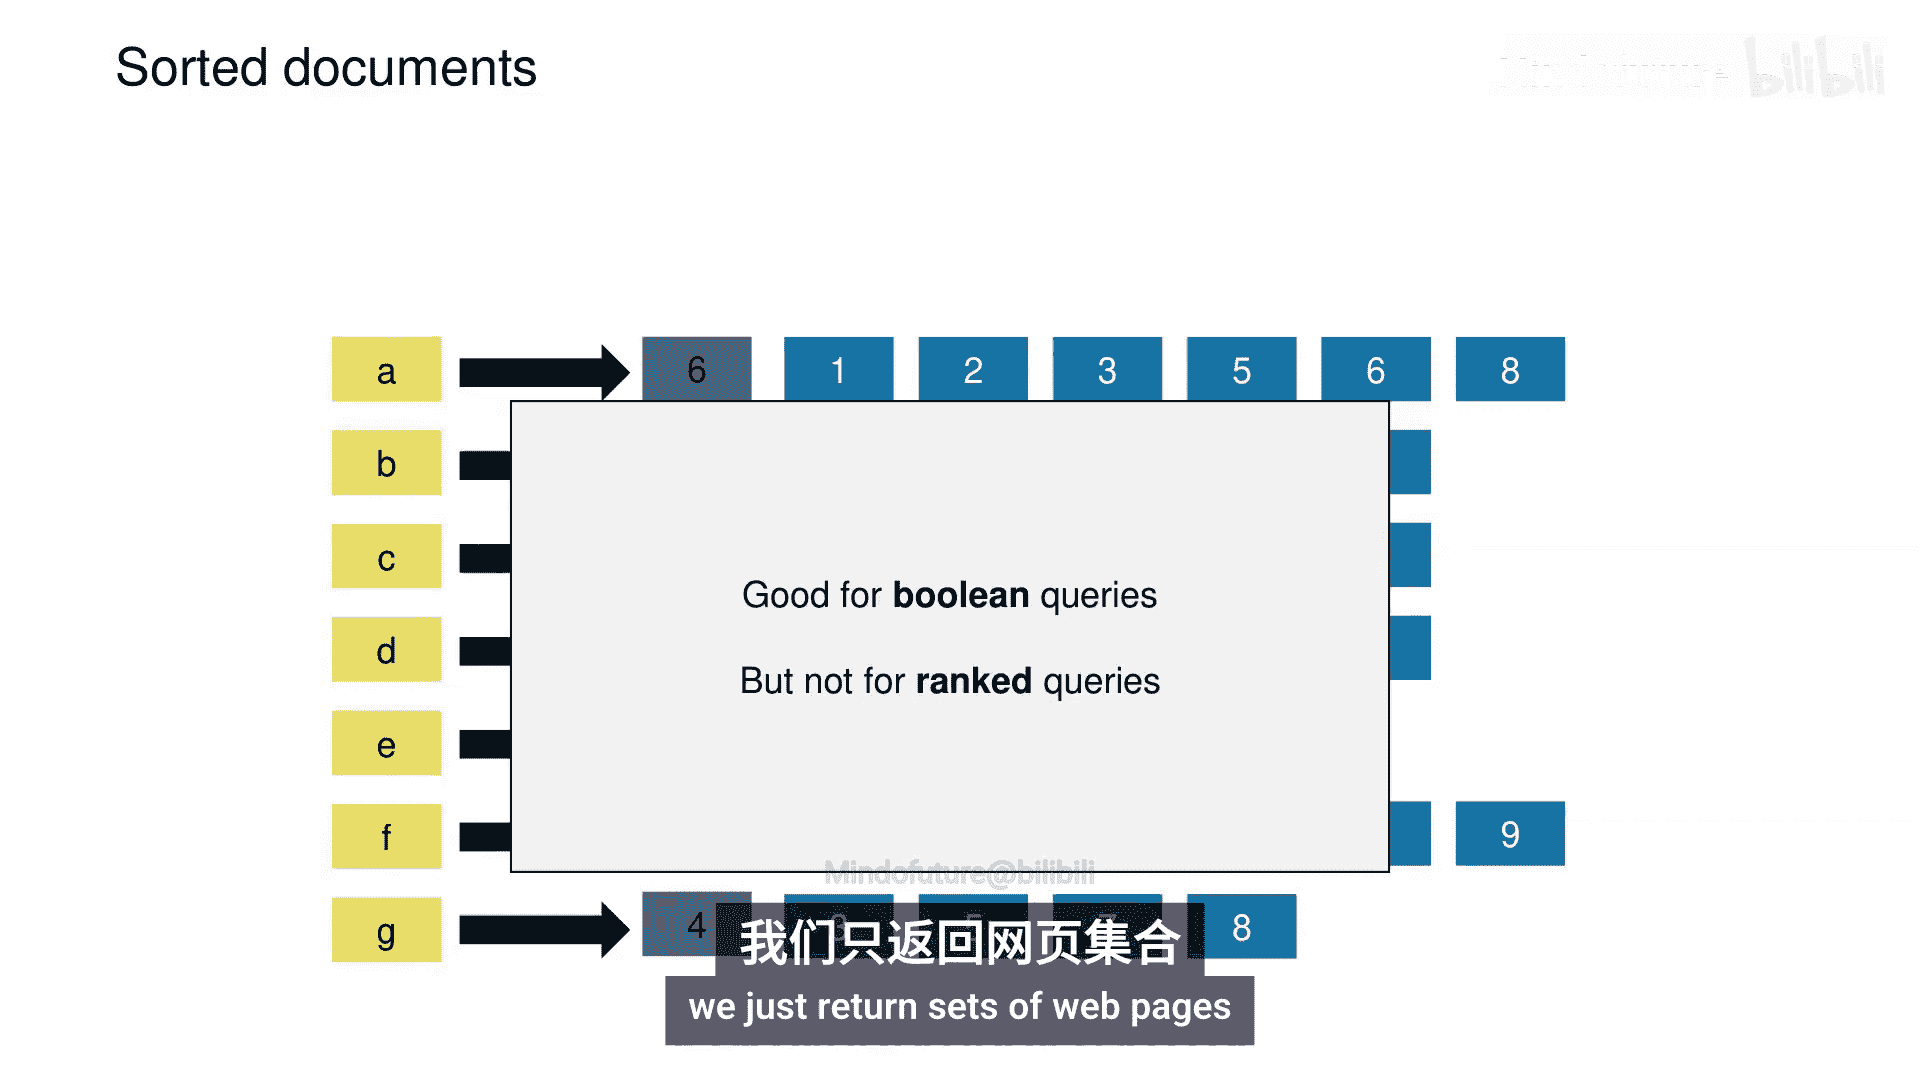 Sorted documents
bilibili
a 6 1 2 3 5 6 8
b
c
d
e
f 9
Good for boolean queries
But not for ranked queries
Mindofuture@bilibili
g 4 8
我们只返回网页集合
we just return sets of web pages